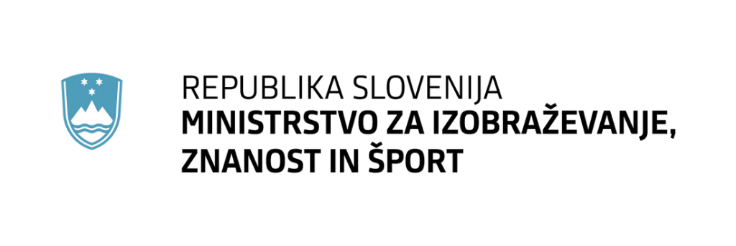 REPUBLIKA SLOVENIJA
MINISTRSTVO ZA IZOBRAŽEVANJE,
ZNANOST IN ŠPORT